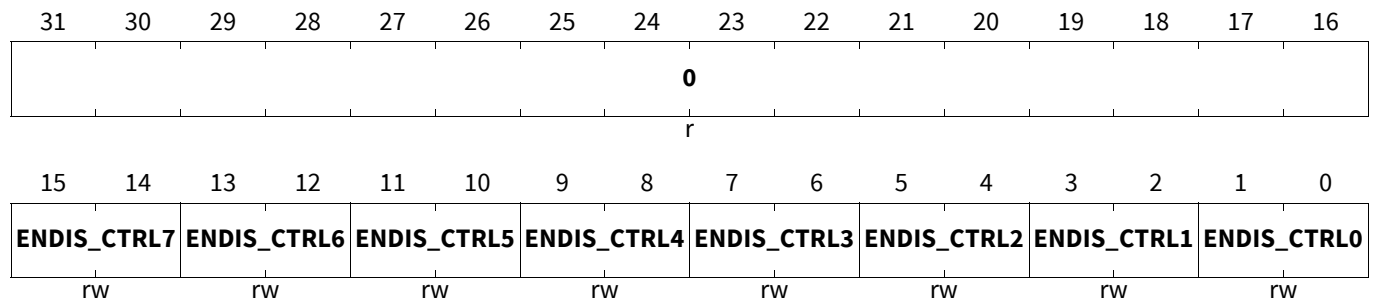 31 30 29 28 27 26 25 24 23 22 21 20 19 18 17 16
0
r
15 14 13 12 11 10 9 8 7 6 5 4 3 2 1 0
ENDIS_CTRL7 ENDIS_CTRL6 ENDIS_CTRL5 ENDIS_CTRL4 ENDIS_CTRL3 ENDIS_CTRL2 ENDIS_CTRL1 ENDIS_CTRL0
rw rw rw rw rw rw rw rw